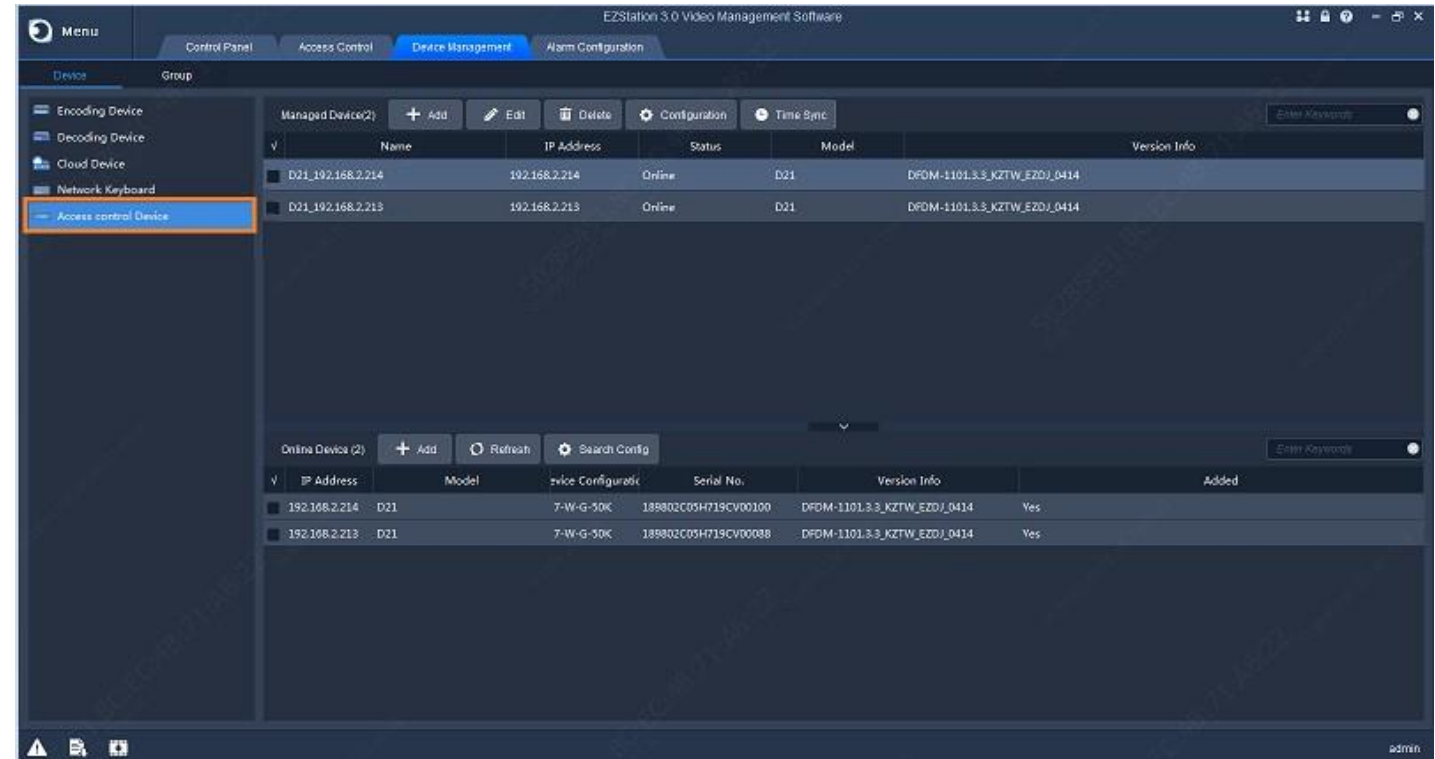 EZStation 3.0 Video Management Software
Menu
Control Panel Access Control Device Management Alarm Configuration
Device Group
Encoding Device
Decoding Device
Cloud Device
Network Keyboard
Access control Device
Managed Device(2) + Add Edit Delete Configuration Time Sync Enter Keywords
√ Name IP Address Status Model Version Info
D21_192.168.2.214 192.168.2.214 Online D21 DFDM-1101.3.3_KZTW_EZDJ_0414
D21_192.168.2.213 192.168.2.213 Online D21 DFDM-1101.3.3_KZTW_EZDJ_0414
Online Device (2) + Add Refresh Search Config Enter Keywords
√ IP Address Model evice Configuratic Serial No. Version Info Added
192.168.2.214 D21 7-W-G-50K 189802C05H719CV00100 DFDM-1101.3.3_KZTW_EZDJ_0414 Yes
192.168.2.213 D21 7-W-G-50K 189802C05H719CV00088 DFDM-1101.3.3_KZTW_EZDJ_0414 Yes
admin